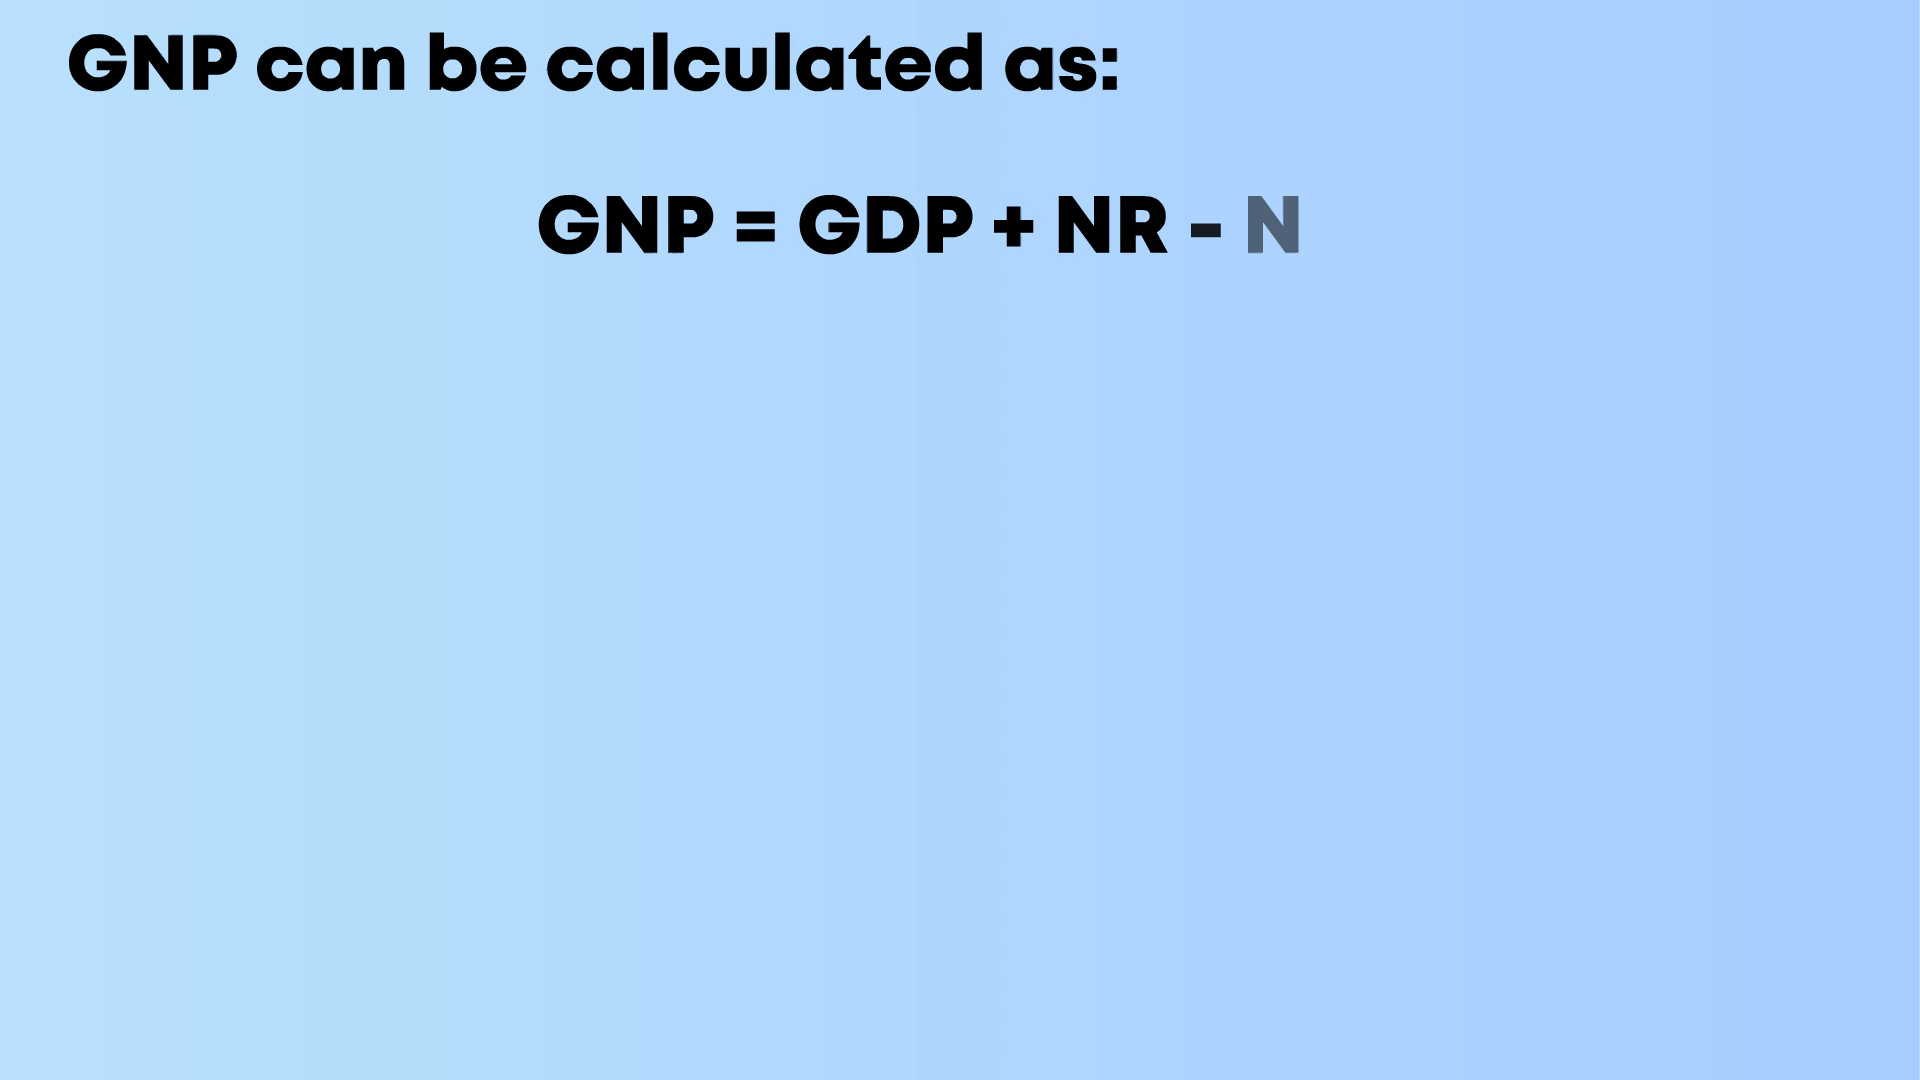 GNP can be calculated as:
GNP = GDP + NR - N